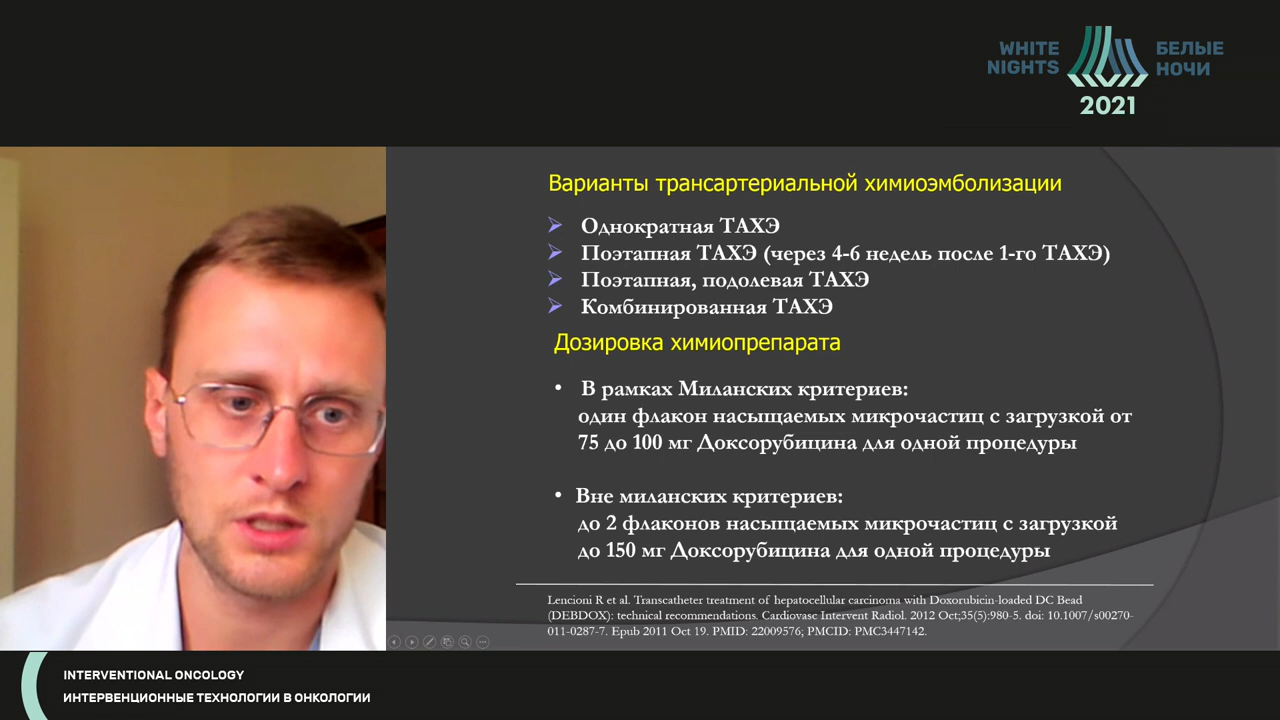 WHITE NIGHTS
БЕЛЫЕ НОЧИ
2021
Варианты трансартериальной химиоэмболизации
Однократная ТАХЭ
Поэтапная ТАХЭ (через 4-6 недель после 1-го ТАХЭ)
Поэтапная, подолевая ТАХЭ
Комбинированная ТАХЭ
Дозировка химиопрепарата
• В рамках Миланских критериев:
один флакон насыщаемых микрочастиц с загрузкой от
75 до 100 мг Доксорубицина для одной процедуры
• Вне миланских критериев:
до 2 флаконов насыщаемых микрочастиц с загрузкой
до 150 мг Доксорубицина для одной процедуры
Lencioni R et al. Transcatheter treatment of hepatocellular carcinoma with Doxorubicin-loaded DC Bead
(DEBDOX): technical recommendations. Cardiovasc Intervent Radiol. 2012 Oct;35(5):980-5. doi: 10.1007/s00270-
011-0287-7. Epub 2011 Oct 19. PMID: 22009576; PMCID: PMC3447142.
INTERVENTIONAL ONCOLOGY
ИНТЕРВЕНЦИОННЫЕ ТЕХНОЛОГИИ В ОНКОЛОГИИ